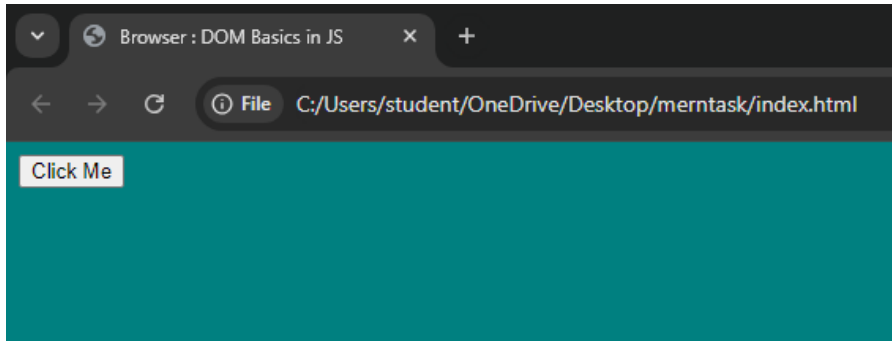 Browser : DOM Basics in JS
File C:/Users/student/OneDrive/Desktop/merntask/index.html
Click Me